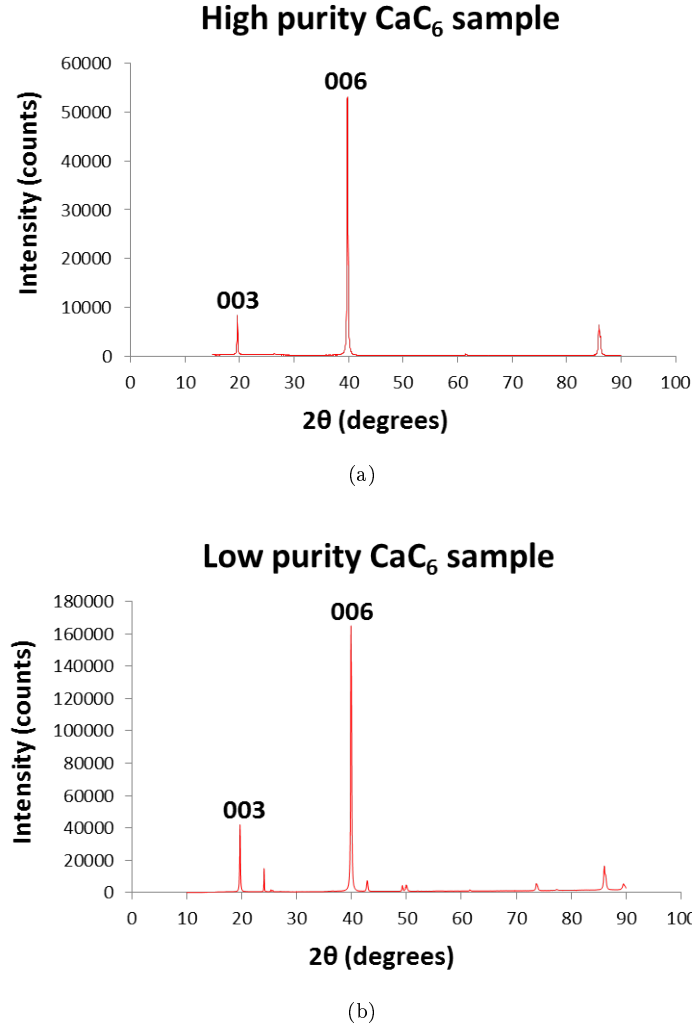 High purity CaC₆ sample
60000
006
50000
40000
Intensity (counts)
30000
20000
003
10000
0
0 10 20 30 40 50 60 70 80 90 100
2θ (degrees)
(a)
Low purity CaC₆ sample
180000
006
160000
140000
120000
Intensity (counts)
100000
80000
60000
003
40000
20000
0
0 10 20 30 40 50 60 70 80 90 100
2θ (degrees)
(b)